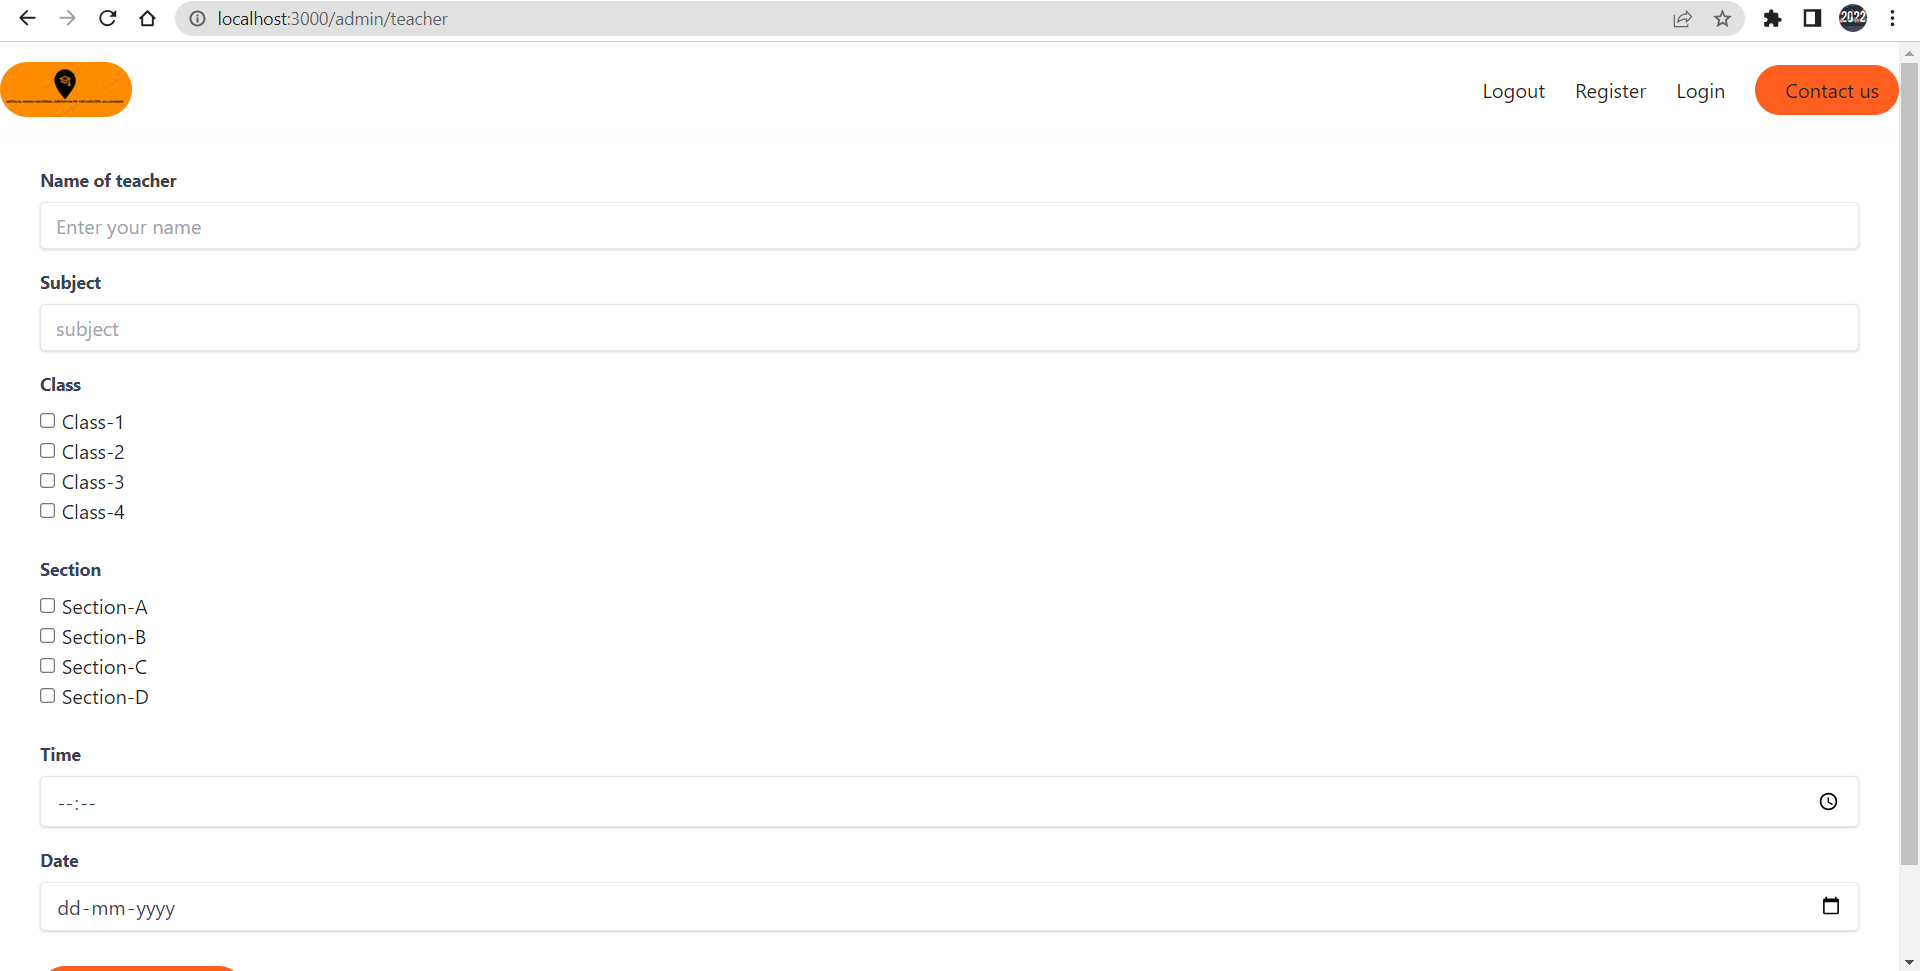 localhost:3000/admin/teacher
2022
Logout Register Login Contact us
Name of teacher
Enter your name
Subject
subject
Class
Class-1
Class-2
Class-3
Class-4
Section
Section-A
Section-B
Section-C
Section-D
Time
--:--
Date
dd-mm-yyyy